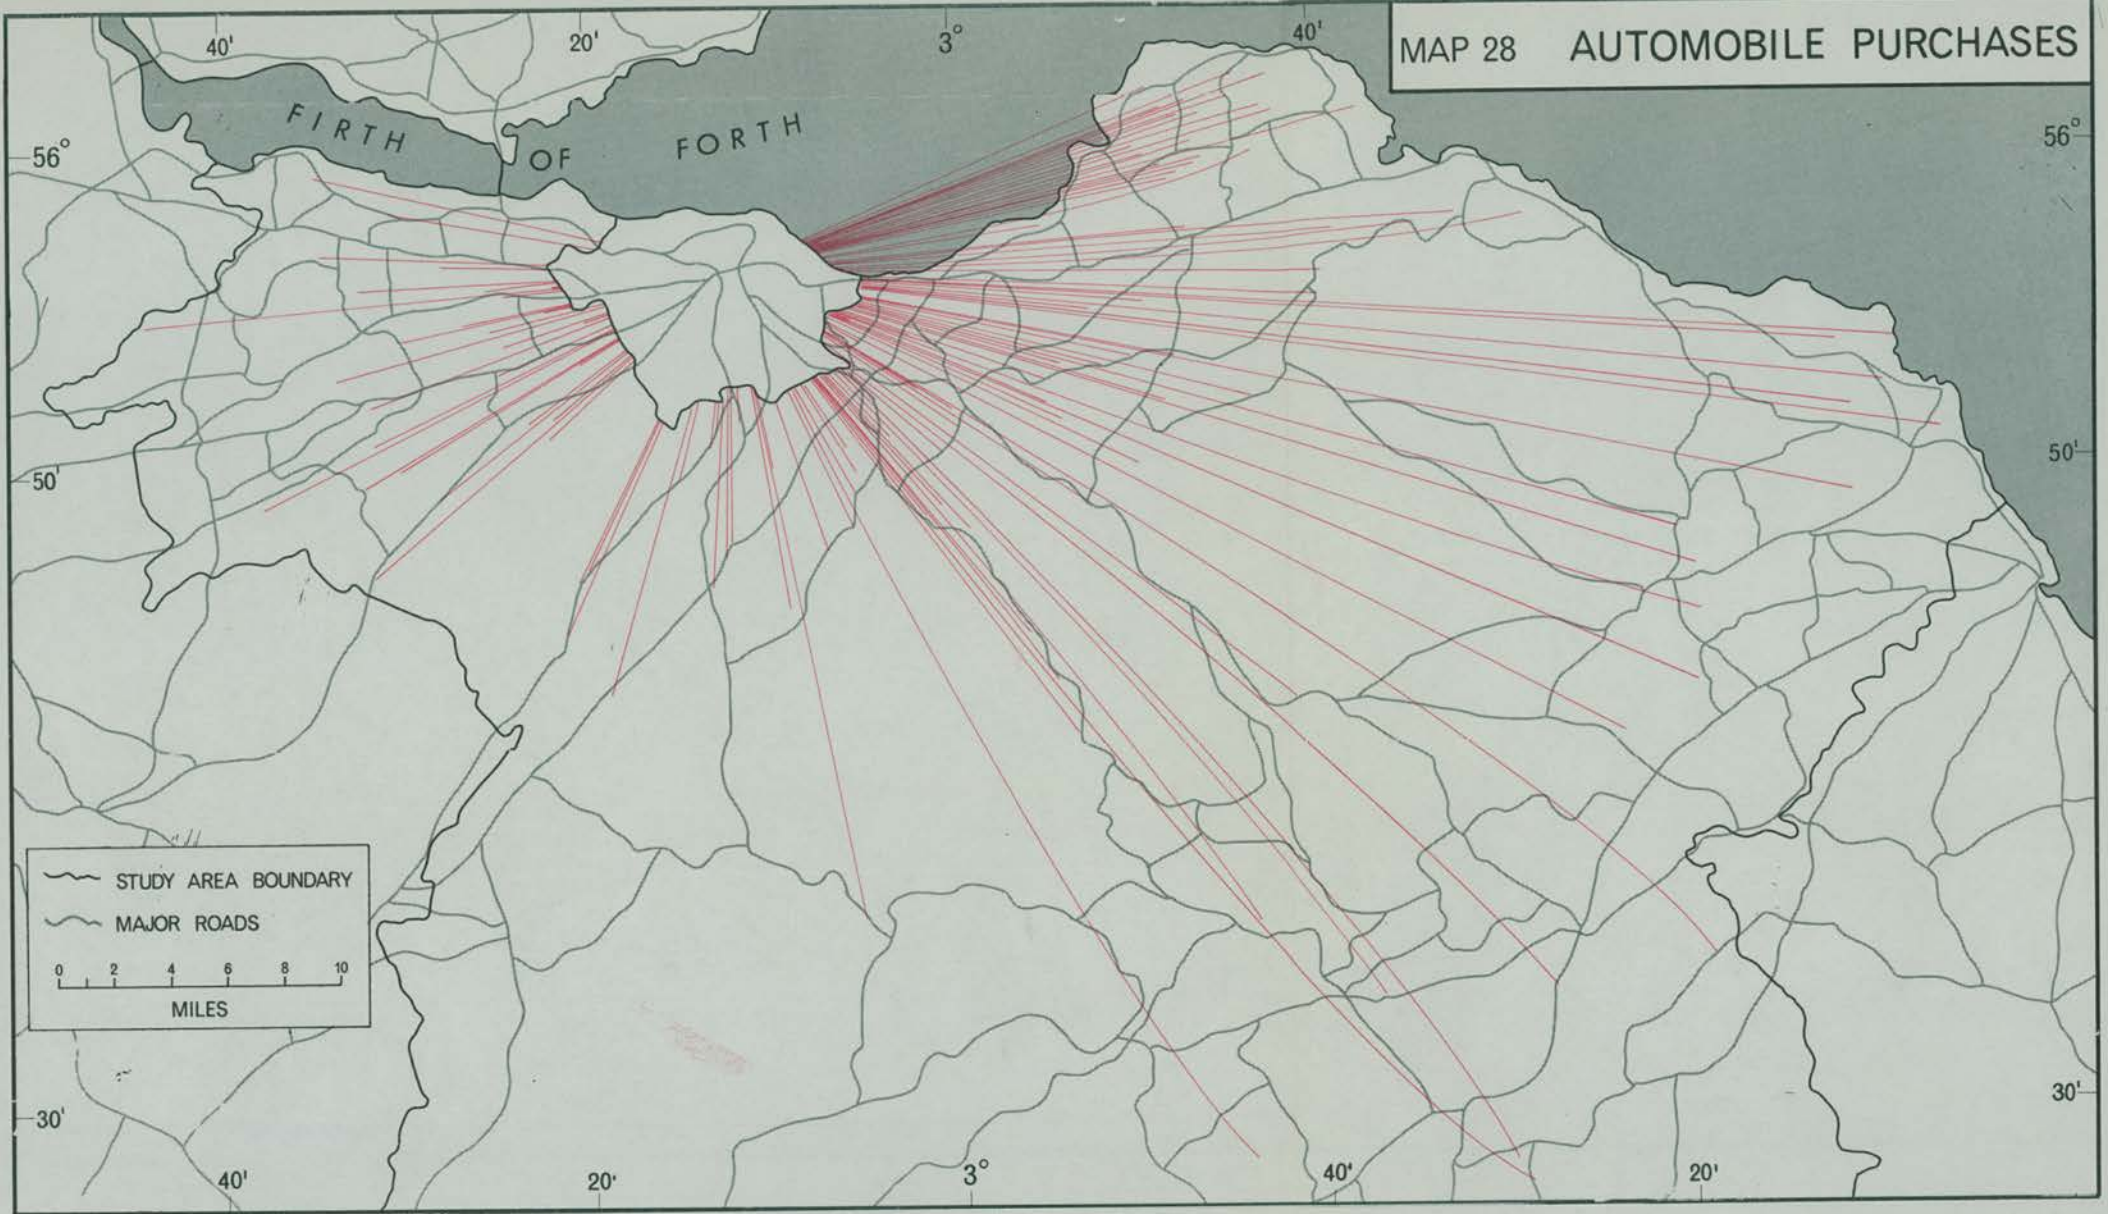 MAP 28 AUTOMOBILE PURCHASES
40' 20' 3° 40'
FIRTH OF FORTH
56° 56°
50' 50'
STUDY AREA BOUNDARY
MAJOR ROADS
0 2 4 6 8 10
MILES
30' 30'
40' 20' 3° 40' 20'